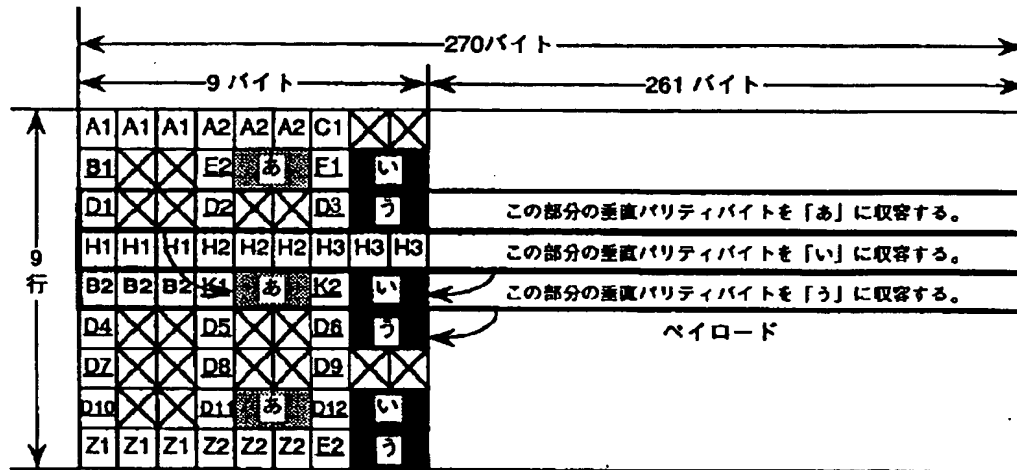 270バイト
9 バイト 261 バイト
A1 A1 A1 A2 A2 A2 C1
B1 E2 あ F1 い
D1 D2 D3 う この部分の垂直パリティバイトを「あ」に収容する。
9行 H1 H1 H1 H2 H2 H2 H3 H3 H3 この部分の垂直パリティバイトを「い」に収容する。
B2 B2 B2 K1 あ K2 い この部分の垂直パリティバイトを「う」に収容する。
D4 D5 D6 う ペイロード
D7 D8 D9
D10 D11 あ D12 い
Z1 Z1 Z1 Z2 Z2 Z2 E2 う